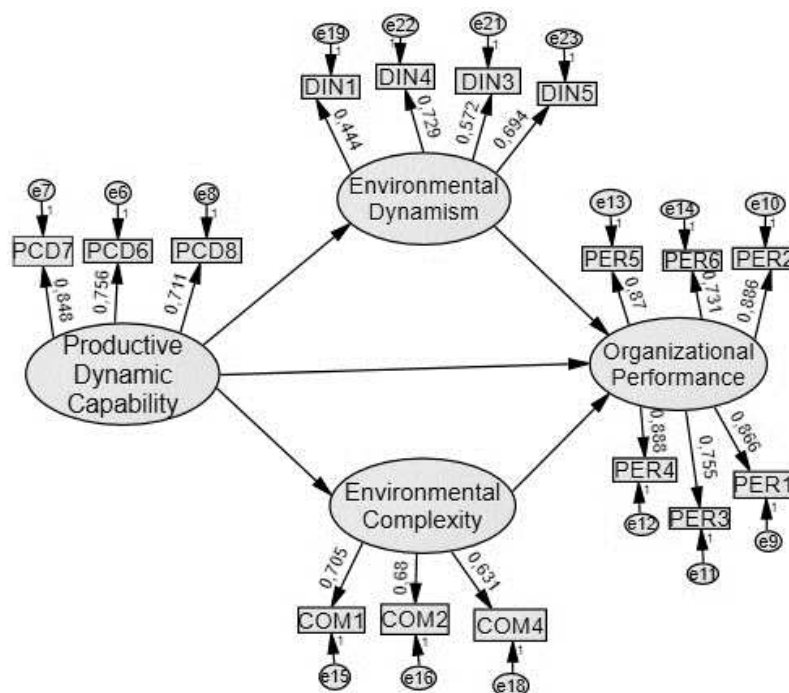 e19
1
e22
1
e21
1
e23
1
DIN1
DIN4
DIN3
DIN5
0,444
0,729
0,572
0,694
Environmental
Dynamism
e7
1
e6
1
e8
1
PCD7
PCD6
PCD8
0,848
0,756
0,711
Productive
Dynamic
Capability
e13
1
e14
1
e10
1
PER5
PER6
PER2
0,87
0,731
0,886
Organizational
Performance
0,888
0,755
0,866
PER4
PER3
PER1
1
e12
1
e11
1
e9
Environmental
Complexity
0,705
0,68
0,631
COM1
COM2
COM4
1
e15
1
e16
1
e18